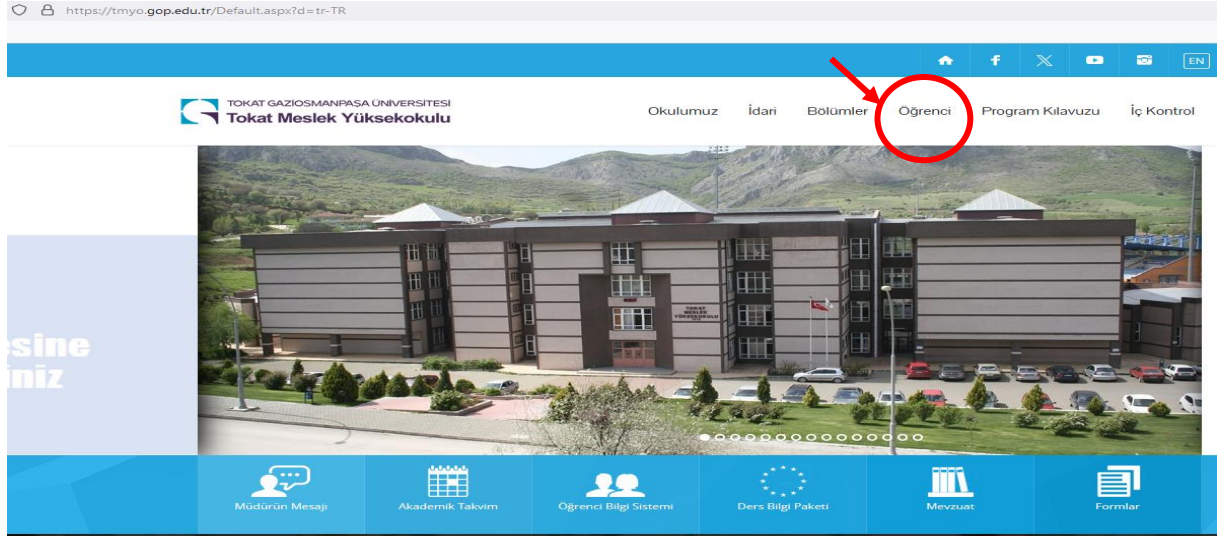 https://tmyo.gop.edu.tr/Default.aspx?d=tr-TR
EN
TOKAT GAZİOSMANPAŞA ÜNİVERSİTESİ
Tokat Meslek Yüksekokulu
Okulumuz İdari Bölümler Öğrenci Program Kılavuzu İç Kontrol
TOKAT
MESLEK
YÜKSEKOKULU
esine
iniz
Müdürün Mesajı Akademik Takvim Öğrenci Bilgi Sistemi Ders Bilgi Paketi Mevzuat Formlar